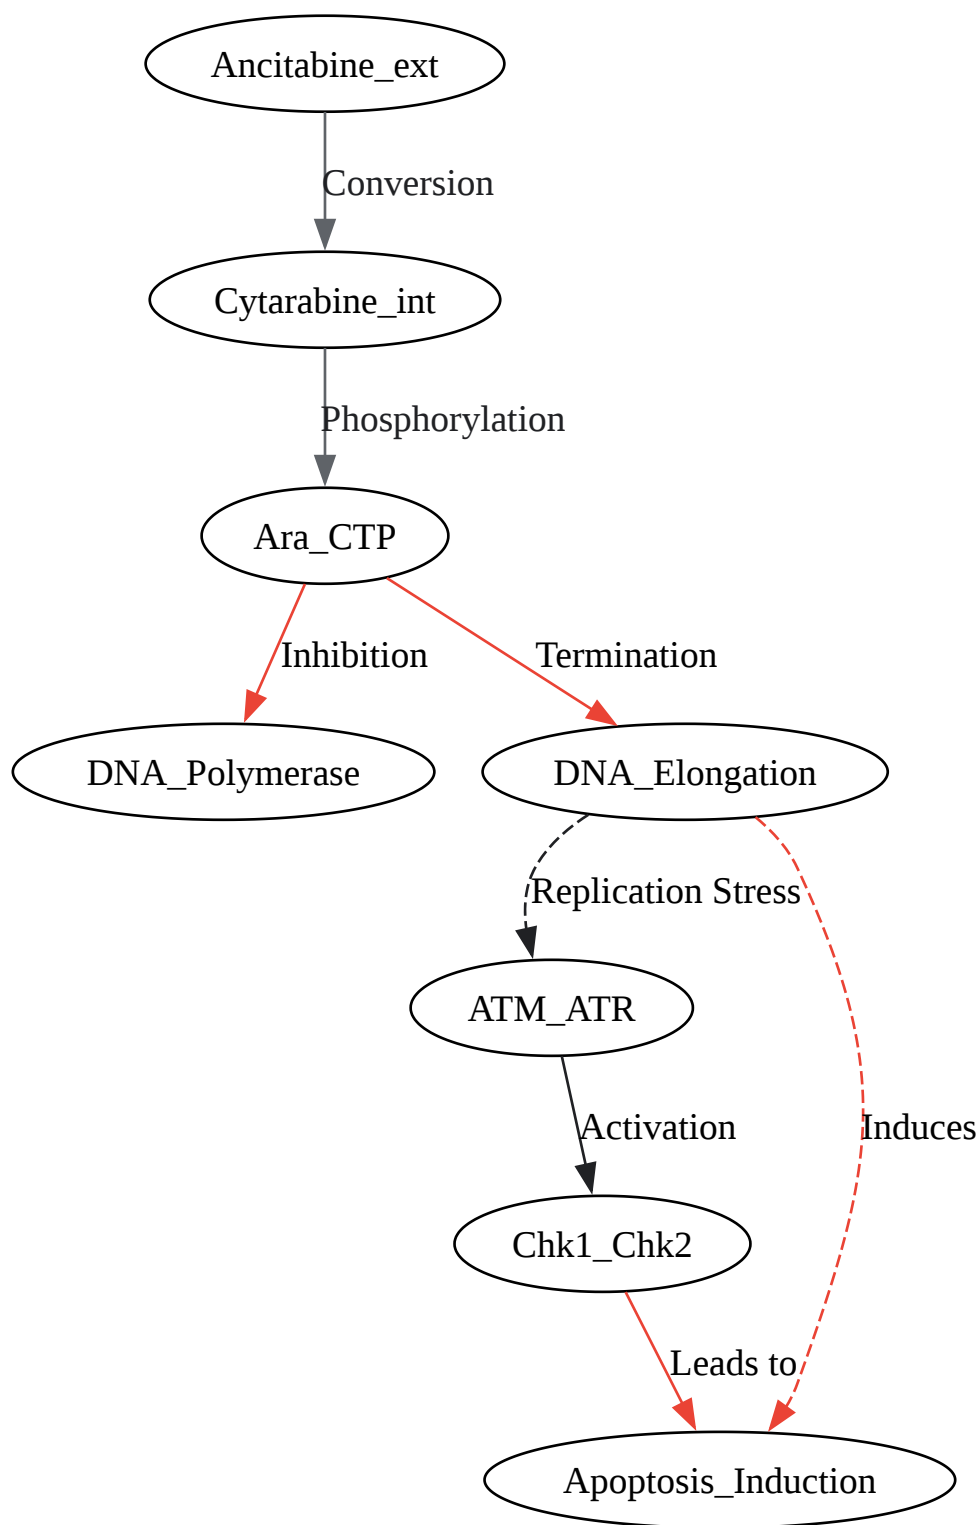 Ancitabine_ext
Conversion
Cytarabine_int
Phosphorylation
Ara_CTP
Inhibition
Termination
DNA_Polymerase
DNA_Elongation
Replication Stress
ATM_ATR
Activation
Induces
Chk1_Chk2
Leads to
Apoptosis_Induction